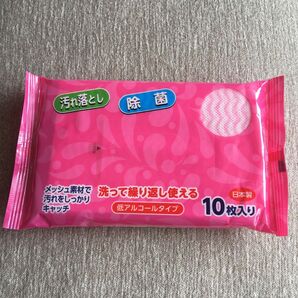 汚れ落とし
除菌
メッシュ素材で
汚れをしっかり
キャッチ
洗って繰り返し使える
低アルコールタイプ
日本製
10枚入り